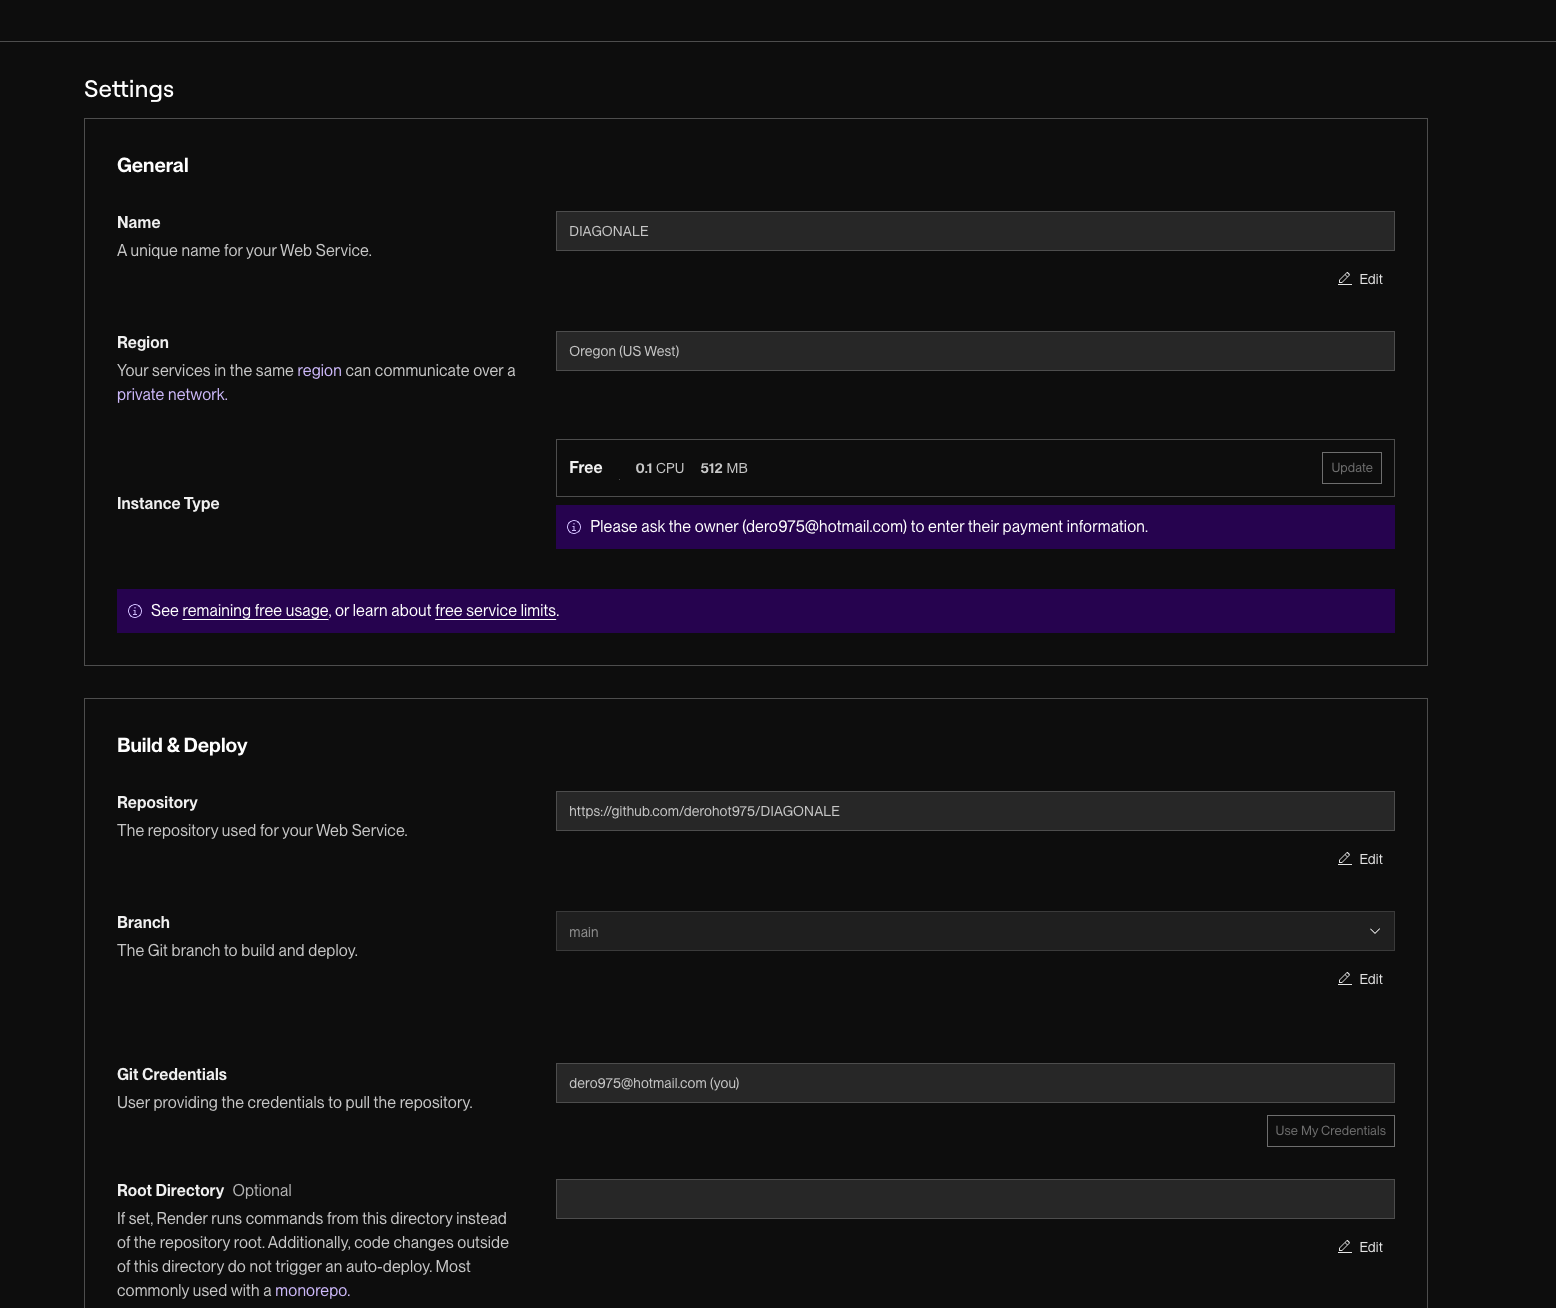 Settings
General
Name
A unique name for your Web Service.
DIAGONALE
Edit
Region
Your services in the same region can communicate over a
private network.
Oregon (US West)
Instance Type
Free 0.1 CPU 512 MB
Update
Please ask the owner (dero975@hotmail.com) to enter their payment information.
See remaining free usage, or learn about free service limits.
Build & Deploy
Repository
The repository used for your Web Service.
https://github.com/derohot975/DIAGONALE
Edit
Branch
The Git branch to build and deploy.
main
Edit
Git Credentials
User providing the credentials to pull the repository.
dero975@hotmail.com (you)
Use My Credentials
Root Directory Optional
If set, Render runs commands from this directory instead
of the repository root. Additionally, code changes outside
of this directory do not trigger an auto-deploy. Most
commonly used with a monorepo.
Edit